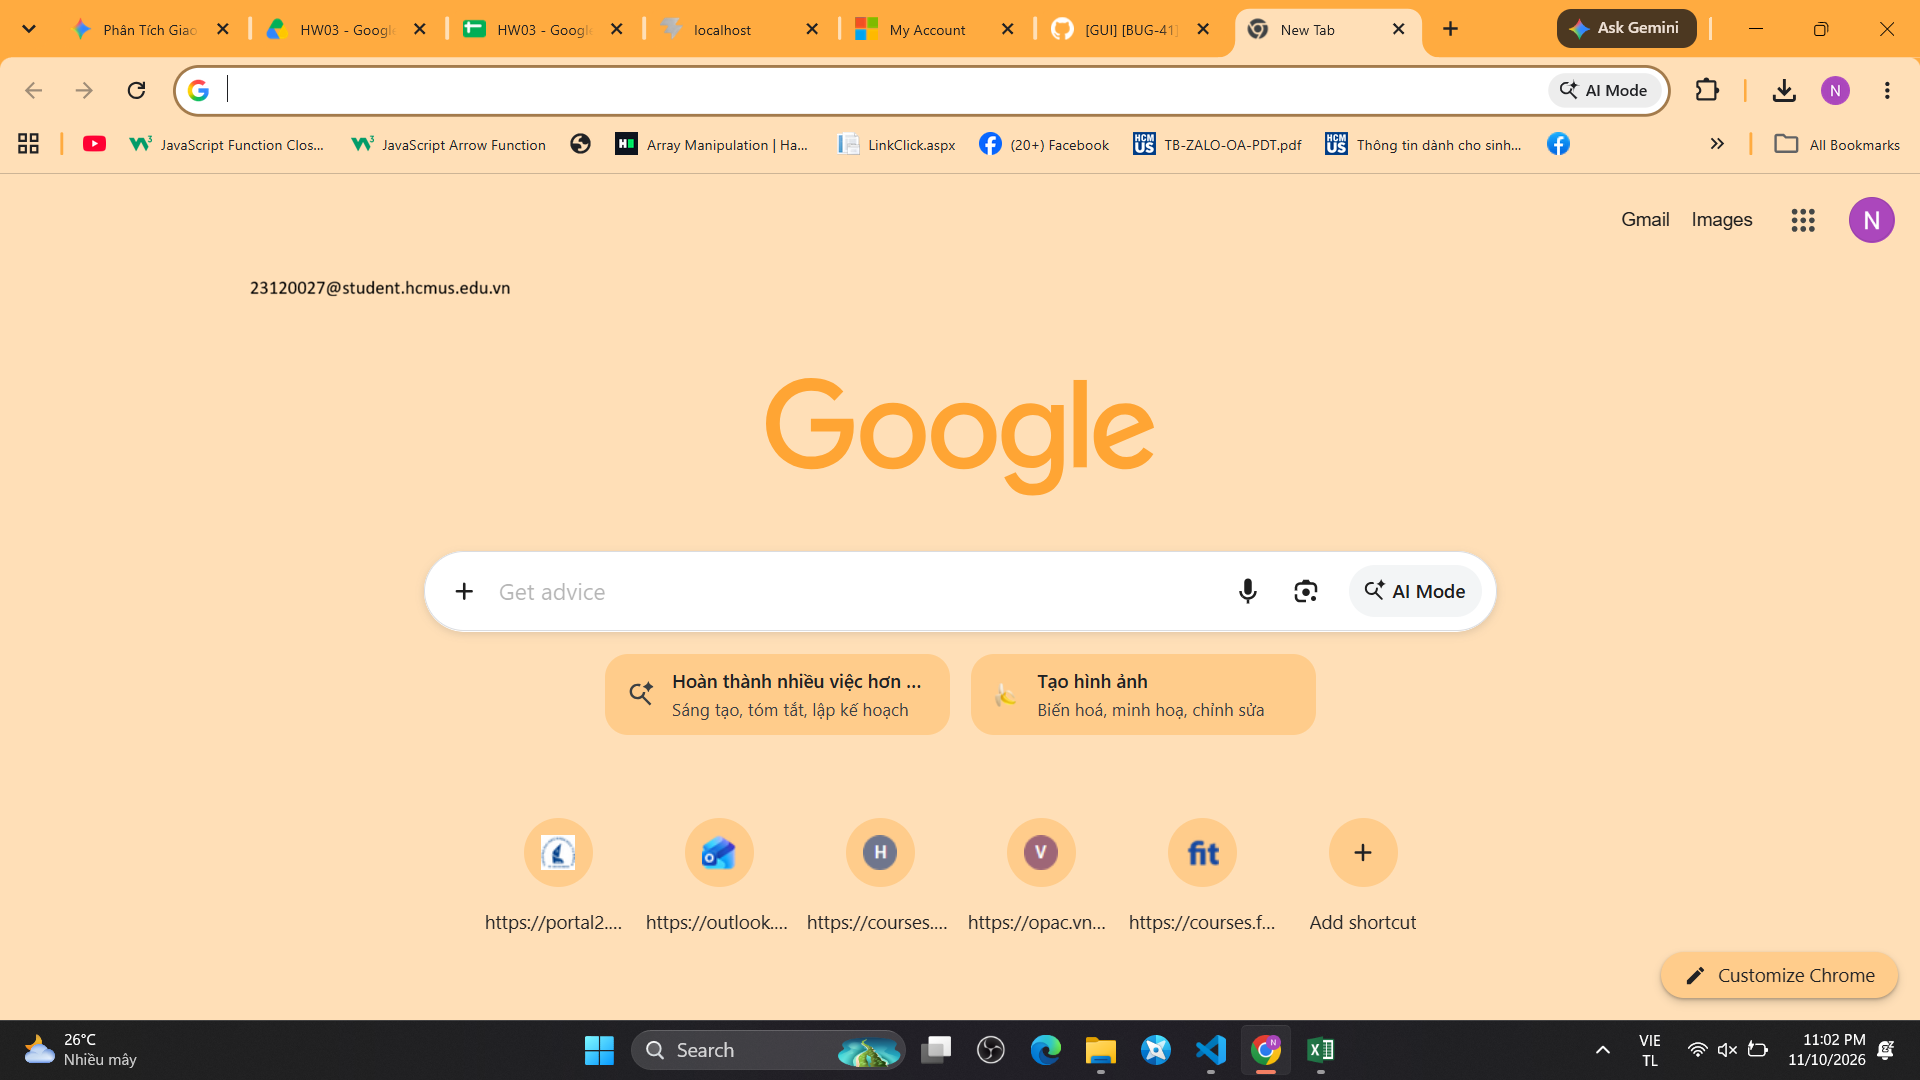 Phân Tích Giao
HW03 - Google
HW03 - Google
localhost
My Account
[GUI] [BUG-41]
New Tab
Ask Gemini
AI Mode
N
JavaScript Function Clos...
JavaScript Arrow Function
Array Manipulation | Ha...
LinkClick.aspx
(20+) Facebook
HCM
US
TB-ZALO-OA-PDT.pdf
HCM
US
Thông tin dành cho sinh...
All Bookmarks
Gmail
Images
N
23120027@student.hcmus.edu.vn
Google
Get advice
AI Mode
Hoàn thành nhiều việc hơn ...
Sáng tạo, tóm tắt, lập kế hoạch
Tạo hình ảnh
Biến hoá, minh hoạ, chỉnh sửa
H
V
fit
https://portal2....
https://outlook....
https://courses....
https://opac.vn...
https://courses.f...
Add shortcut
Customize Chrome
26°C
Nhiều mây
Search
VIE
TL
11:02 PM
11/10/2026